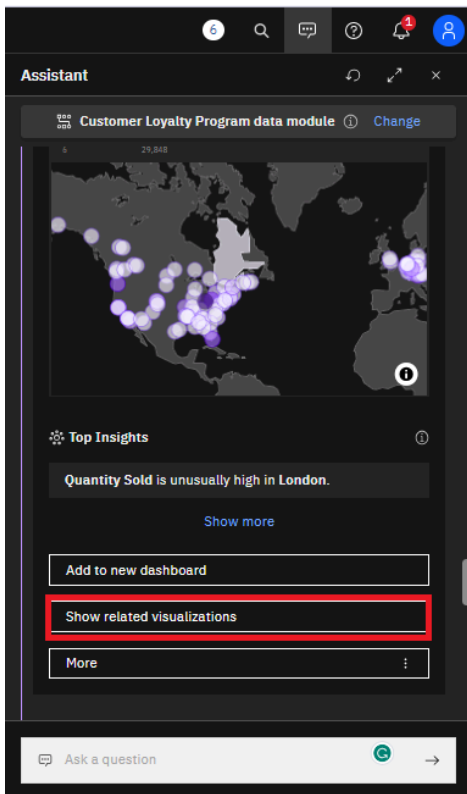 6
1
Assistant
Customer Loyalty Program data module Change
6 29,848
Top Insights
Quantity Sold is unusually high in London.
Show more
Add to new dashboard
Show related visualizations
More
Ask a question